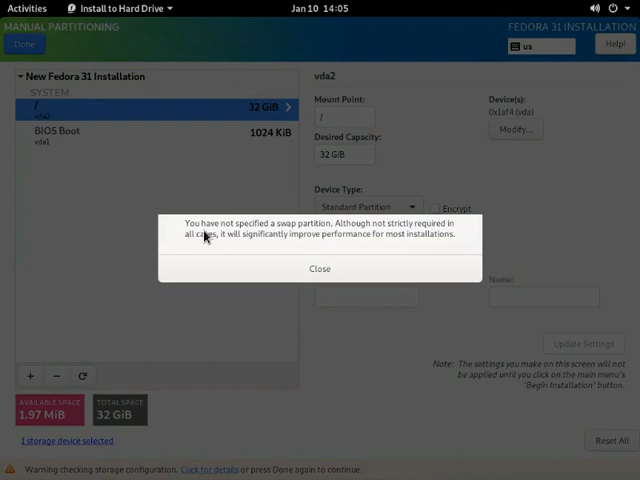 Activities
Install to Hard Drive
Jan 10 14:05
MANUAL PARTITIONING
FEDORA 31 INSTALLATION
Done
us
Help!
New Fedora 31 Installation
SYSTEM
/
vda2
32 GiB
BIOS Boot
vda1
1024 KiB
vda2
Mount Point:
/
Device(s):
0x1af4 (vda)
Modify...
Desired Capacity:
32 GiB
Device Type:
Standard Partition
Encrypt
You have not specified a swap partition. Although not strictly required in
all cases, it will significantly improve performance for most installations.
Close
Name:
Update Settings
Note: The settings you make on this screen will not
be applied until you click on the main menu's
'Begin Installation' button.
AVAILABLE SPACE
1.97 MiB
TOTAL SPACE
32 GiB
1 storage device selected
Reset All
Warning checking storage configuration. Click for details or press Done again to continue.